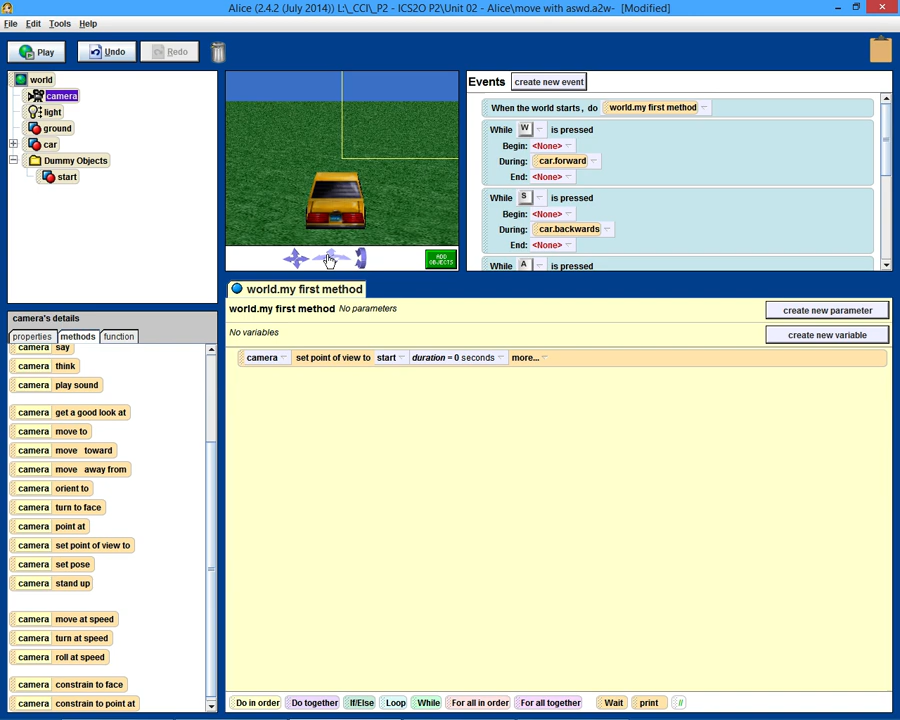 Alice (2.4.2 (July 2014)) L:\_CCI\_P2 - ICS2O P2\Unit 02 - Alice\move with aswd.a2w- [Modified]
File Edit Tools Help
Play Undo Redo
world
camera
light
ground
car
Dummy Objects
start
ADD OBJECTS
Events create new event
When the world starts, do world.my first method
While W is pressed
Begin: <None>
During: car.forward
End: <None>
While S is pressed
Begin: <None>
During: car.backwards
End: <None>
While A is pressed
camera's details
properties methods function
camera say
camera think
camera play sound
camera get a good look at
camera move to
camera move toward
camera move away from
camera orient to
camera turn to face
camera point at
camera set point of view to
camera set pose
camera stand up
camera move at speed
camera turn at speed
camera roll at speed
camera constrain to face
camera constrain to point at
world.my first method
world.my first method No parameters create new parameter
No variables create new variable
camera set point of view to start duration = 0 seconds more...
Do in order Do together If/Else Loop While For all in order For all together Wait print //